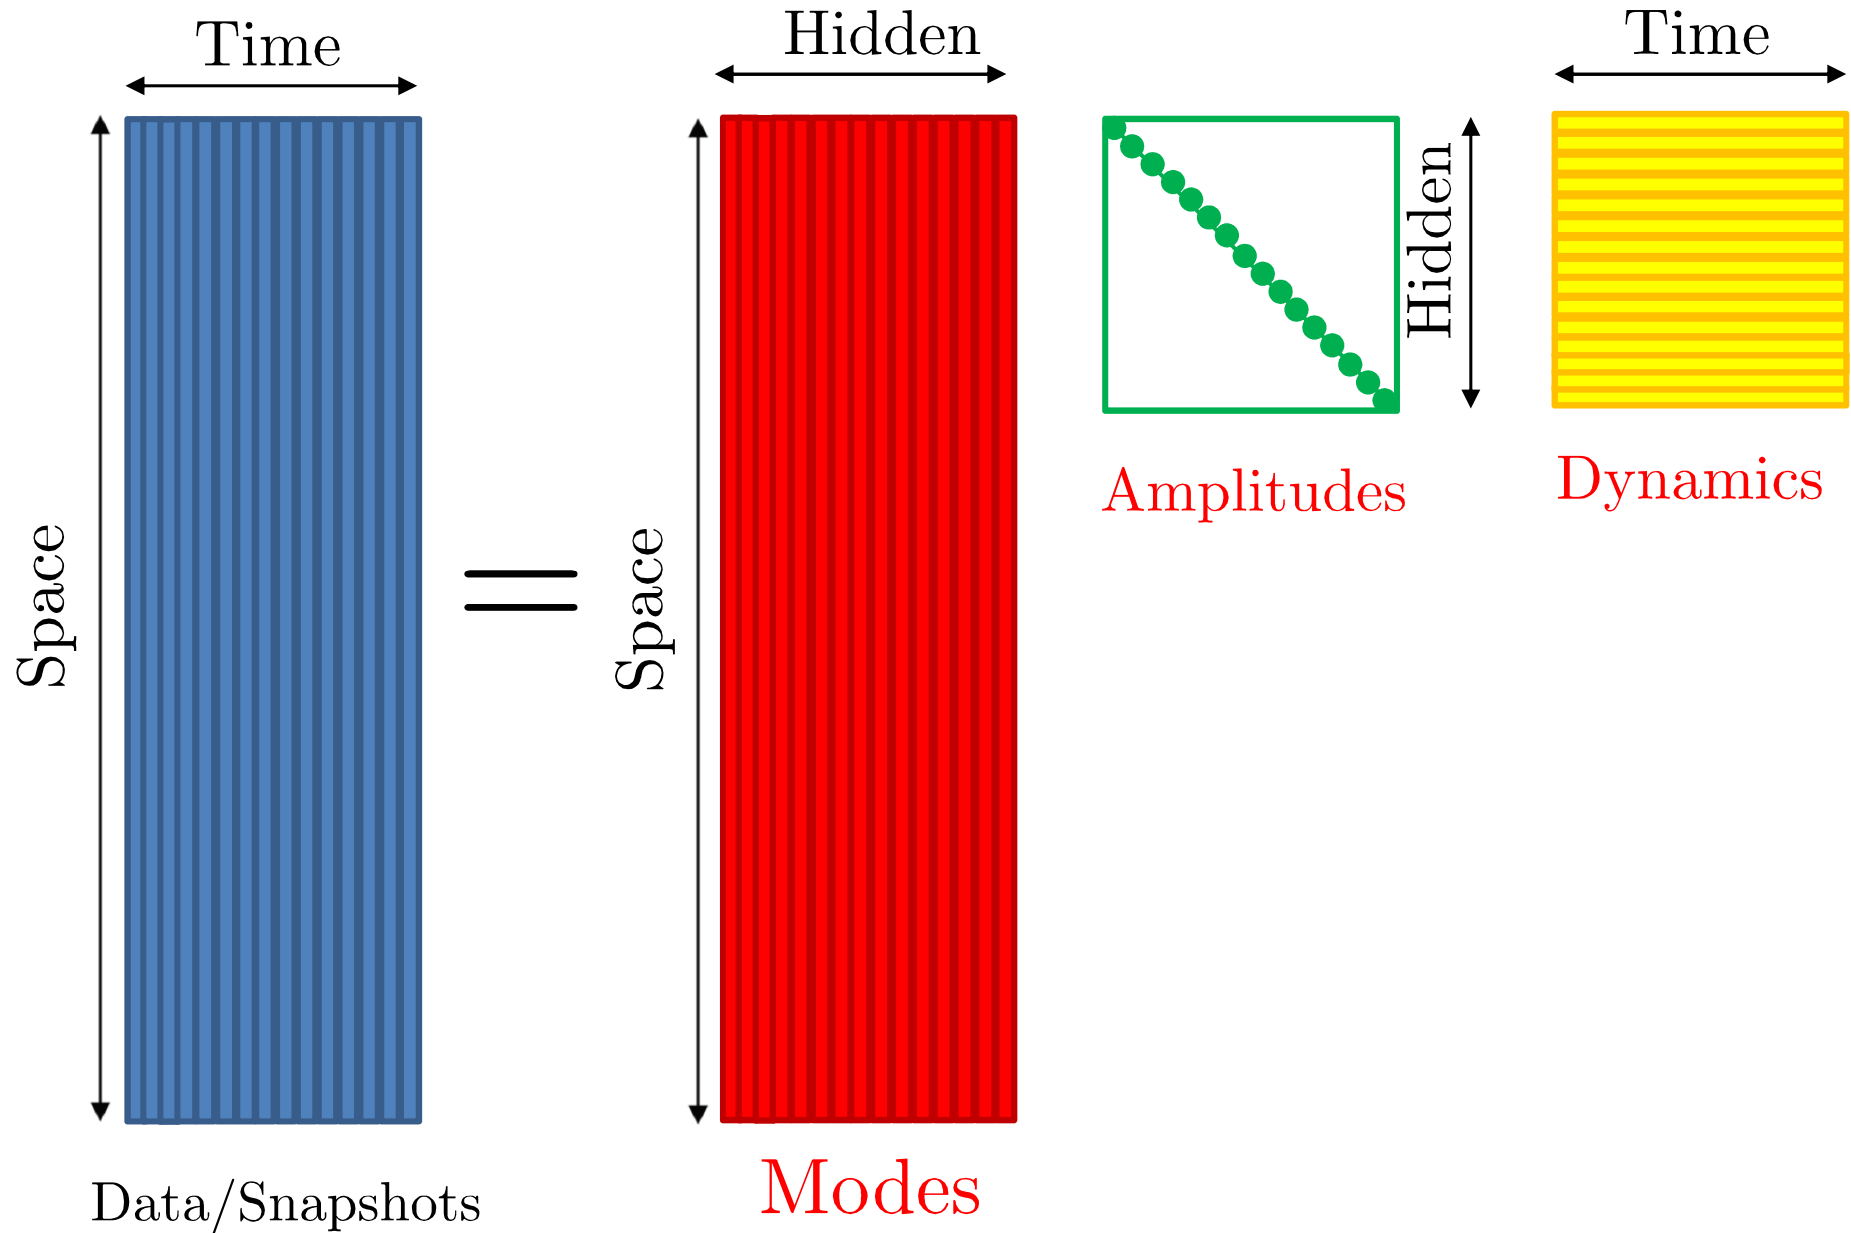 Time
Space
Data/Snapshots
=
Hidden
Space
Modes
Amplitudes
Hidden
Time
Dynamics